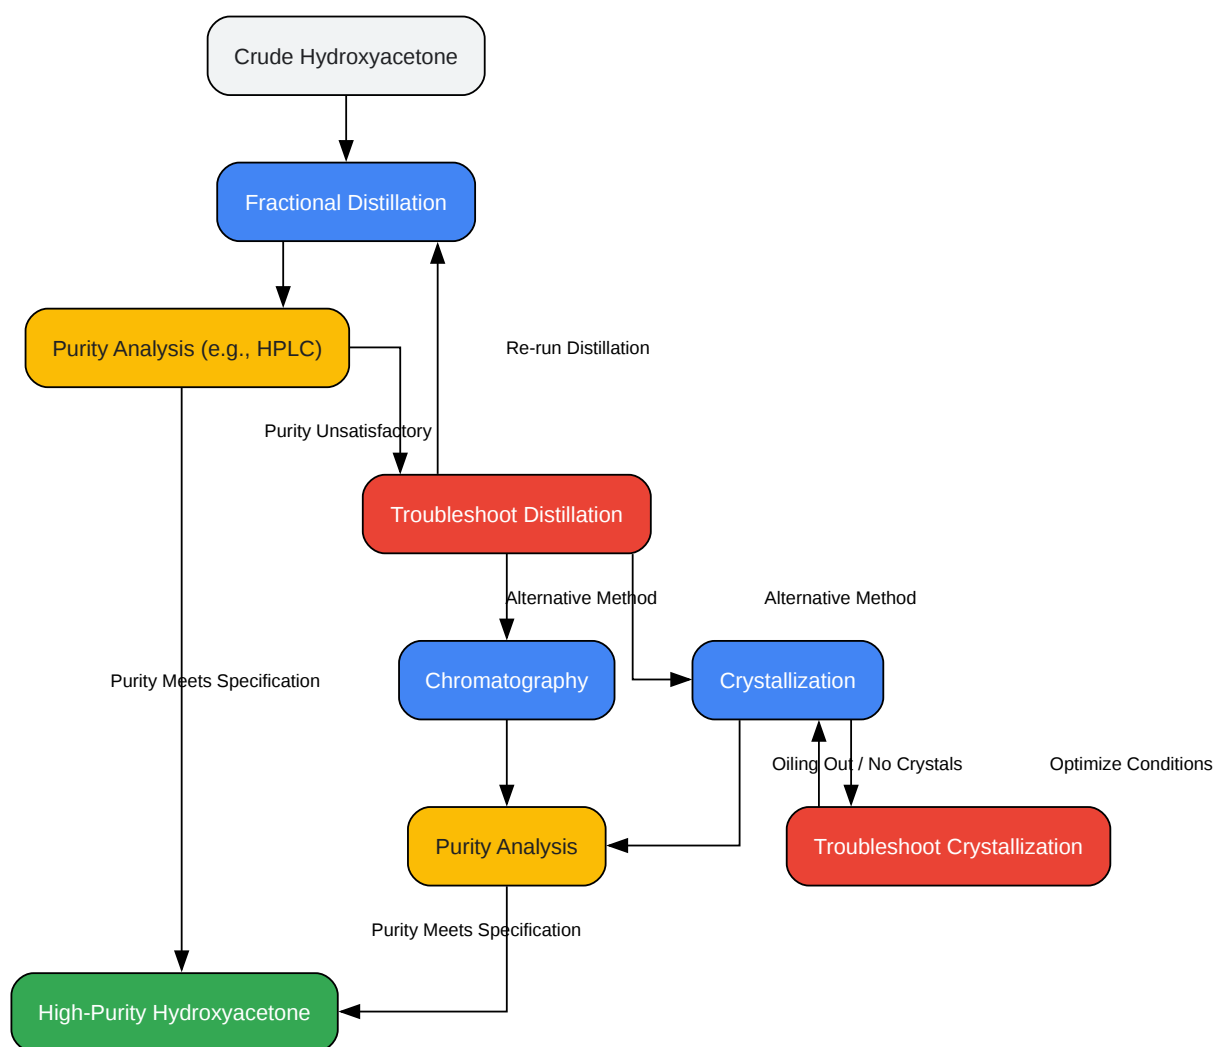 Crude Hydroxyacetone
Fractional Distillation
Purity Analysis (e.g., HPLC)
Re-run Distillation
Purity Unsatisfactory
Troubleshoot Distillation
Alternative Method
Alternative Method
Chromatography
Crystallization
Purity Meets Specification
Oiling Out / No Crystals
Optimize Conditions
Purity Analysis
Troubleshoot Crystallization
Purity Meets Specification
High-Purity Hydroxyacetone